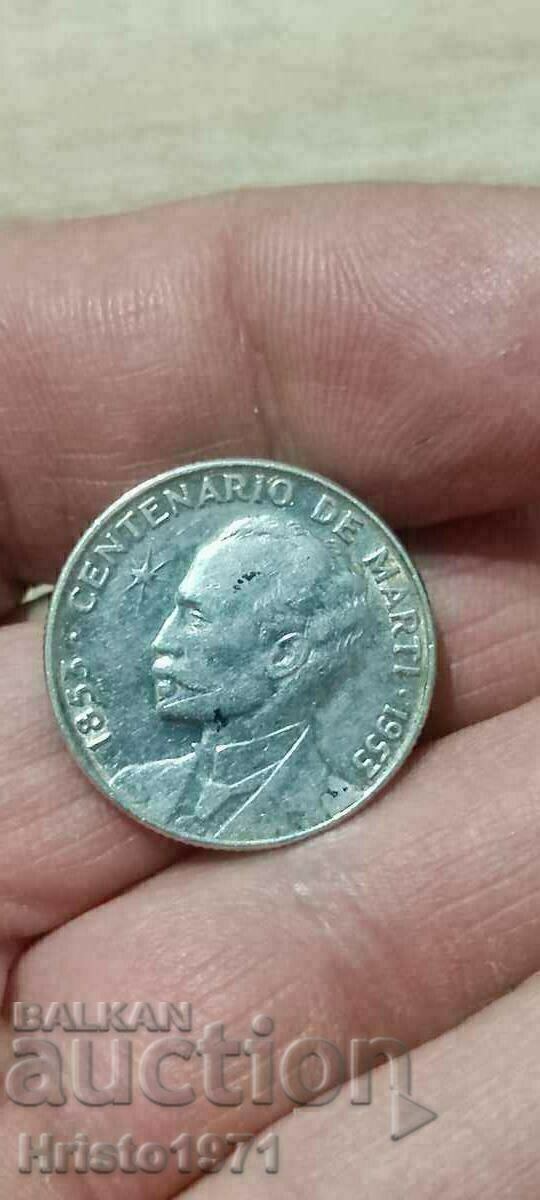 1853 · CENTENARIO DE MARTI · 1953
BALKAN
auction
Hristo1971